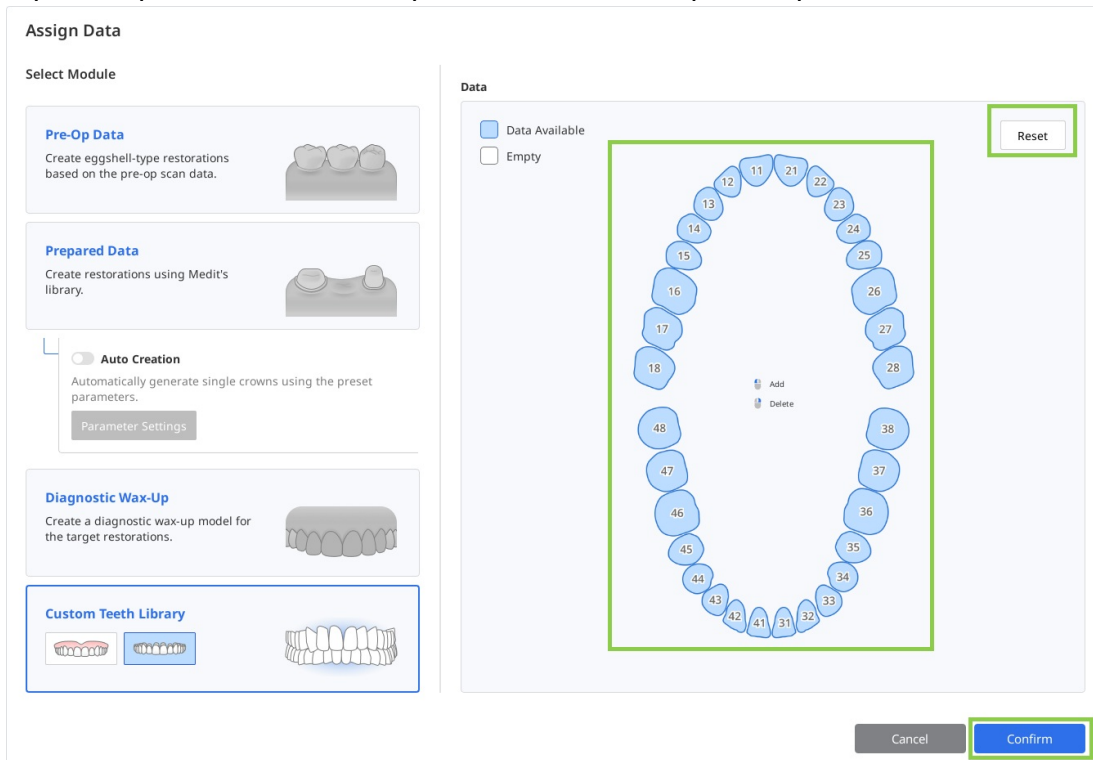 Assign Data
Select Module
Pre-Op Data
Create eggshell-type restorations
based on the pre-op scan data.
Prepared Data
Create restorations using Medit's
library.
Auto Creation
Automatically generate single crowns using the preset
parameters.
Parameter Settings
Diagnostic Wax-Up
Create a diagnostic wax-up model for
the target restorations.
Custom Teeth Library
Data
Data Available
Empty
Reset
11 21
12 22
13 23
14 24
15 25
16 26
17 27
18 28
Add
Delete
48 38
47 37
46 36
45 35
44 34
43 33
42 41 31 32
Cancel
Confirm